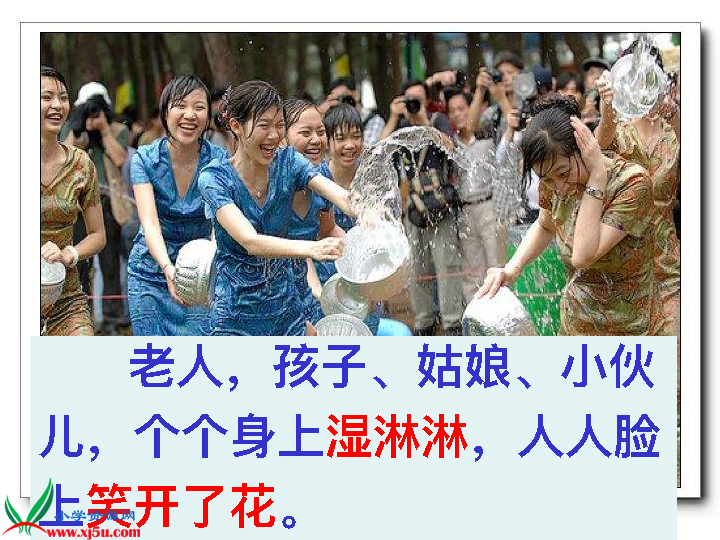 老人，孩子、姑娘、小伙
儿，个个身上湿淋淋，人人脸
上笑开了花。
小学资源网
www.xj5u.com